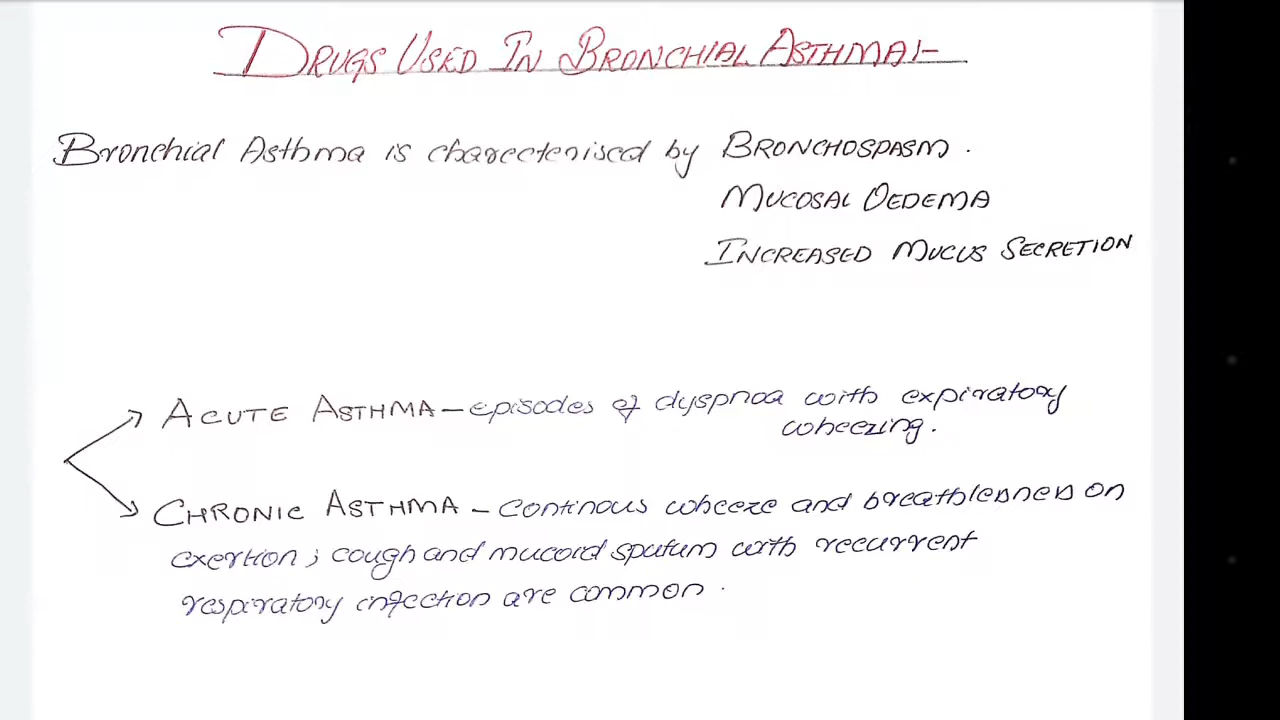 DRUGS USED IN BRONCHIAL ASTHMA:-
Bronchial Asthma is charecterised by BRONCHOSPASM.
MUCOSAL OEDEMA
INCREASED MUCUS SECRETION
ACUTE ASTHMA - episodes of dyspnoa with expiratory
wheezing.
CHRONIC ASTHMA - continous wheeze and breathlessness on
exertion; cough and mucoid sputum with recurrent
respiratory infection are common.